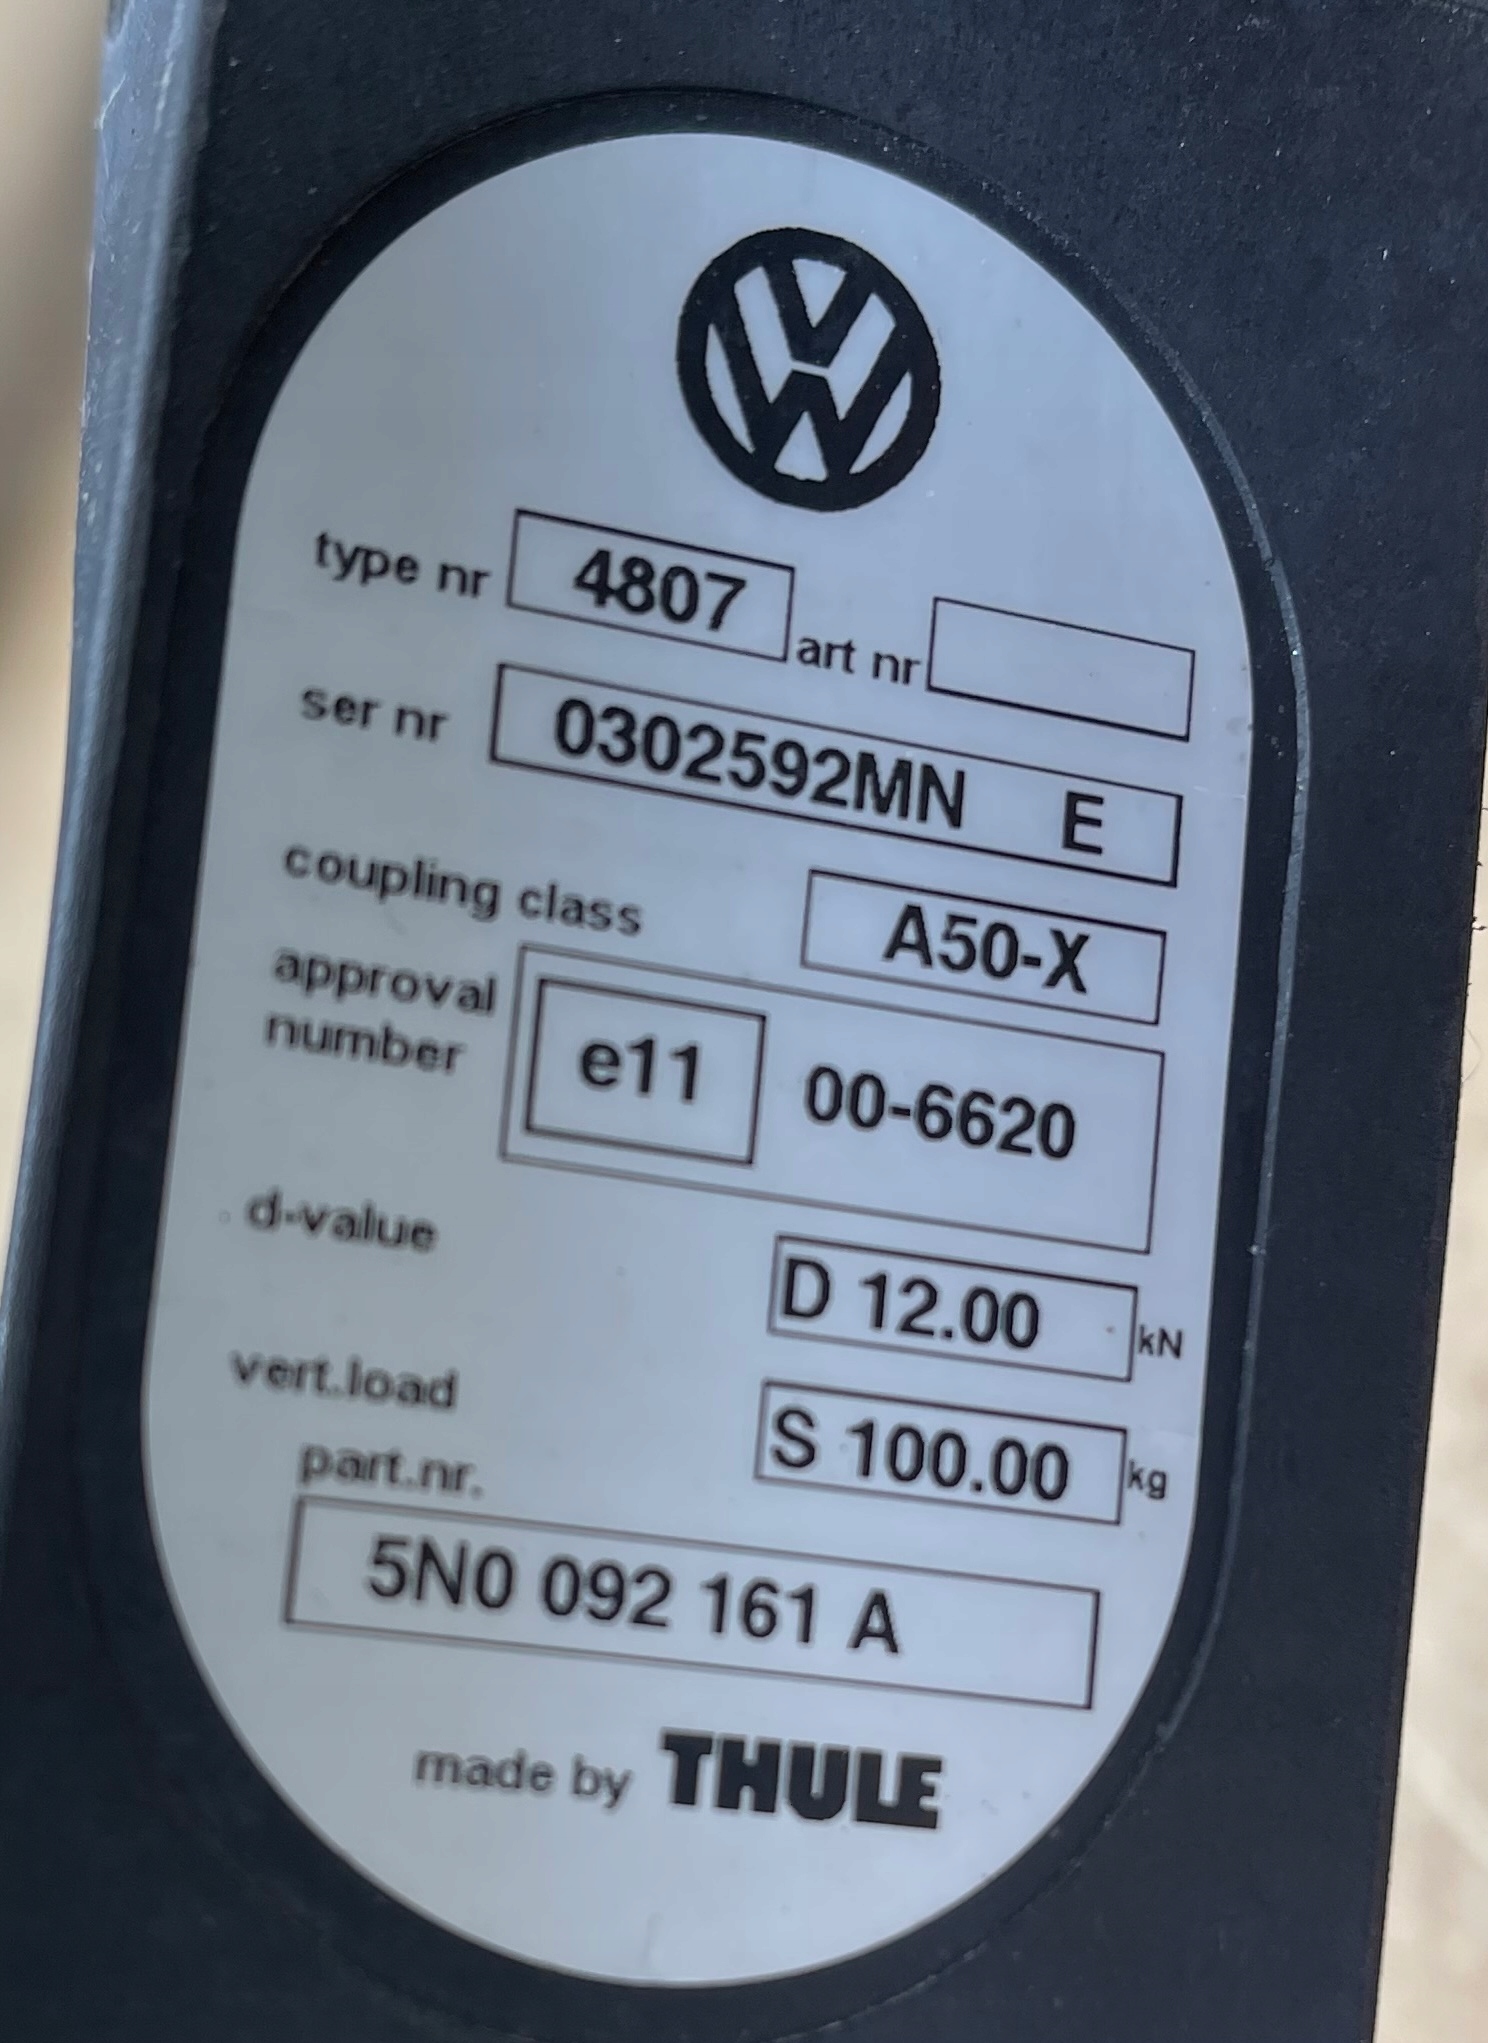 type nr 4807 art nr
ser nr 0302592MN E
coupling class A50-X
approval number e11 00-6620
d-value D 12.00 kN
vert.load S 100.00 kg
part.nr.
5N0 092 161 A
made by THULE